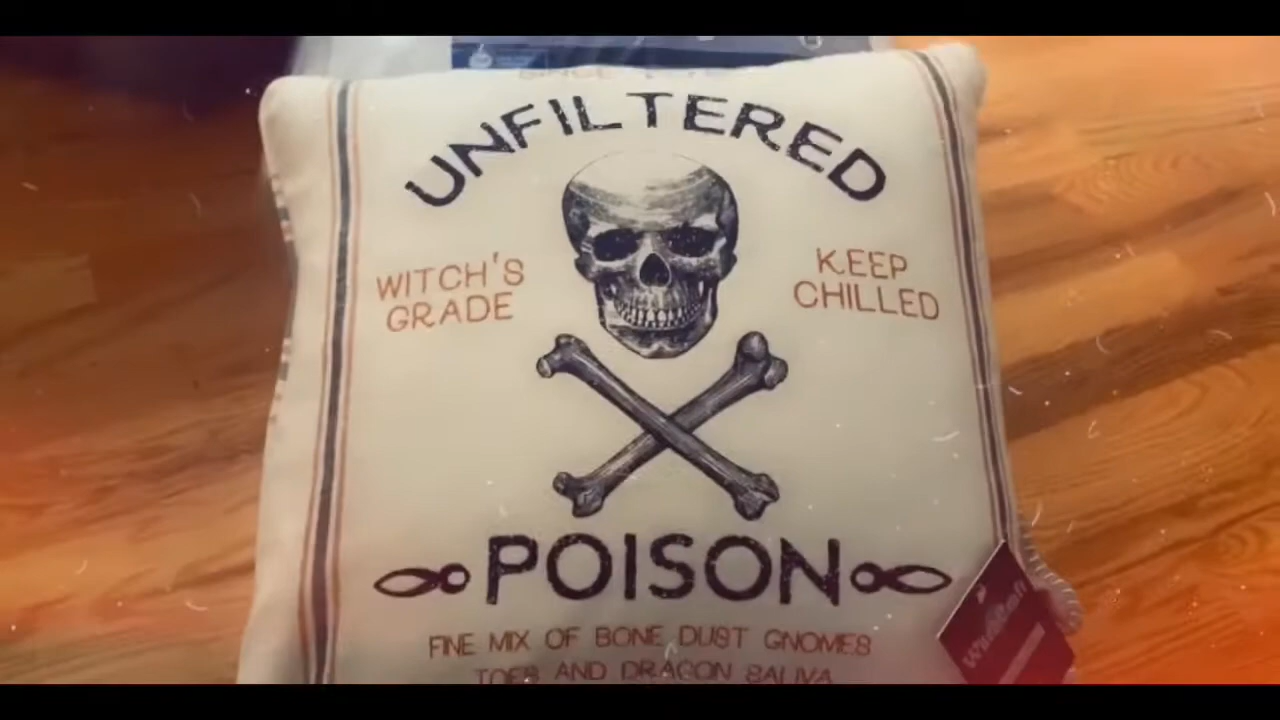 UNFILTERED
WITCH'S
GRADE
KEEP
CHILLED
POISON
FINE MIX OF BONE DUST GNOMES
TOES AND DRAGON SALIVA